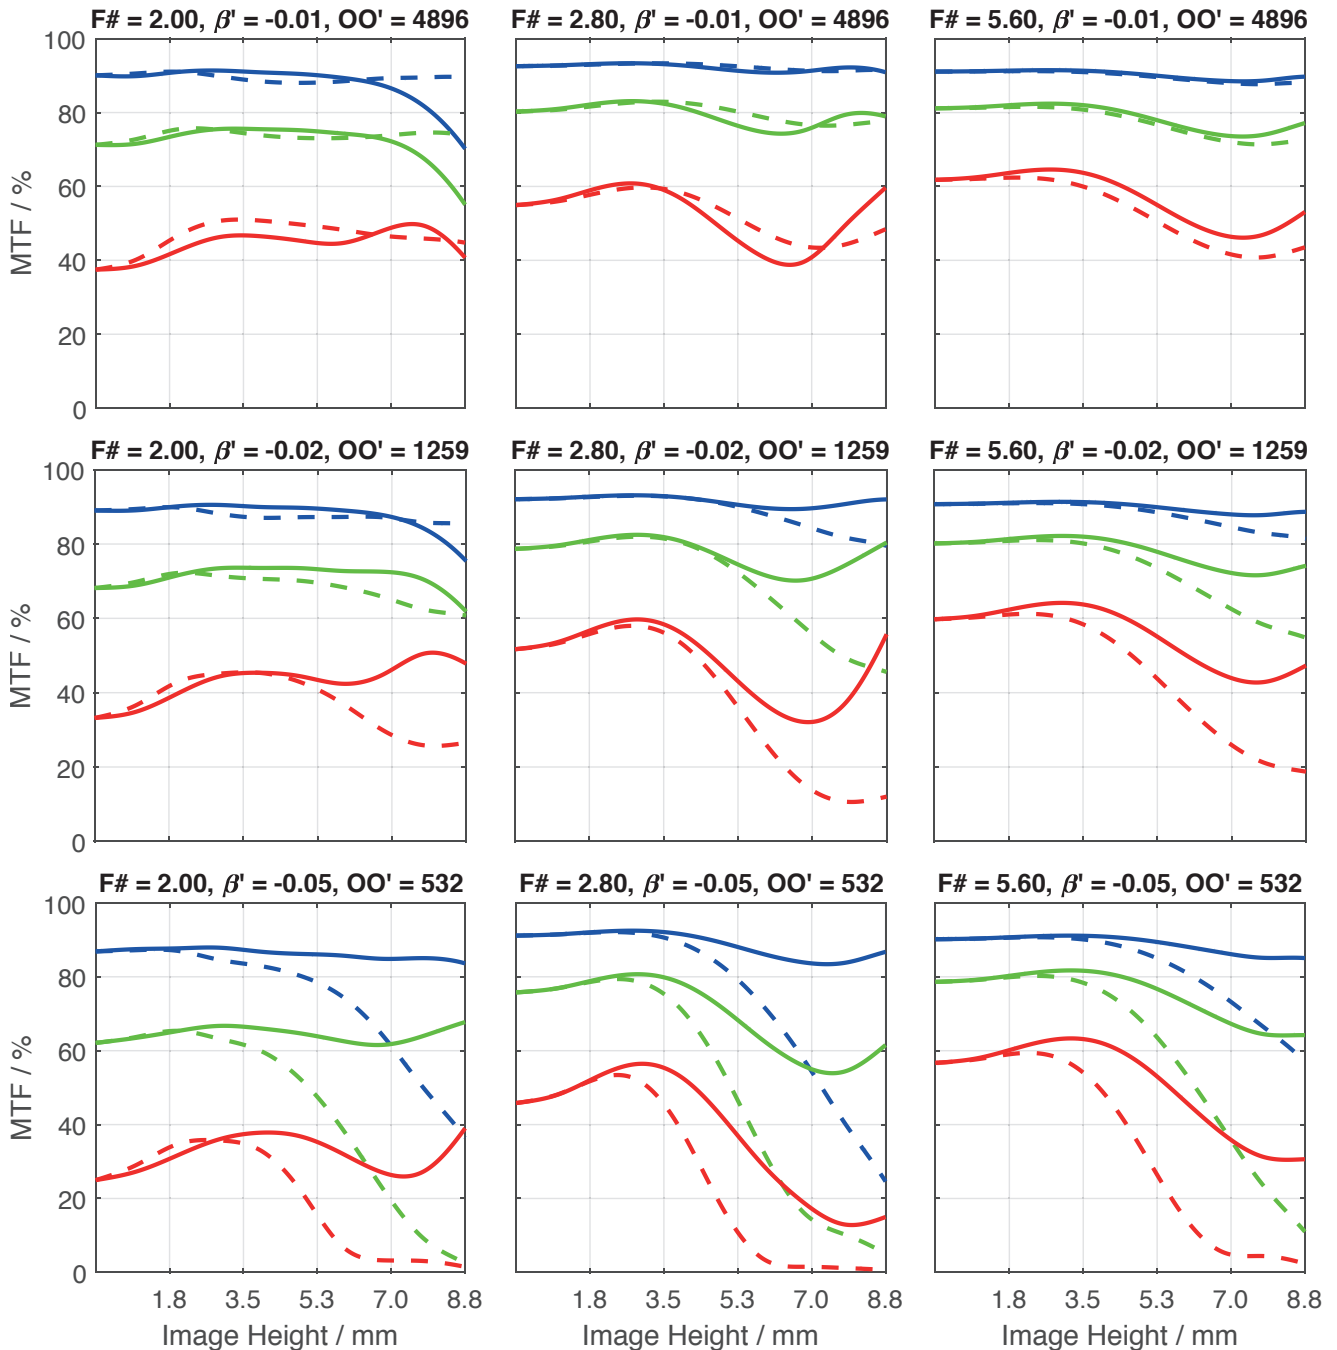 F# = 2.00, β' = -0.01, OO' = 4896
F# = 2.80, β' = -0.01, OO' = 4896
F# = 5.60, β' = -0.01, OO' = 4896
100
80
60
40
20
0
MTF / %
F# = 2.00, β' = -0.02, OO' = 1259
F# = 2.80, β' = -0.02, OO' = 1259
F# = 5.60, β' = -0.02, OO' = 1259
100
80
60
40
20
0
MTF / %
F# = 2.00, β' = -0.05, OO' = 532
F# = 2.80, β' = -0.05, OO' = 532
F# = 5.60, β' = -0.05, OO' = 532
100
80
60
40
20
0
MTF / %
1.8 3.5 5.3 7.0 8.8
1.8 3.5 5.3 7.0 8.8
1.8 3.5 5.3 7.0 8.8
Image Height / mm
Image Height / mm
Image Height / mm